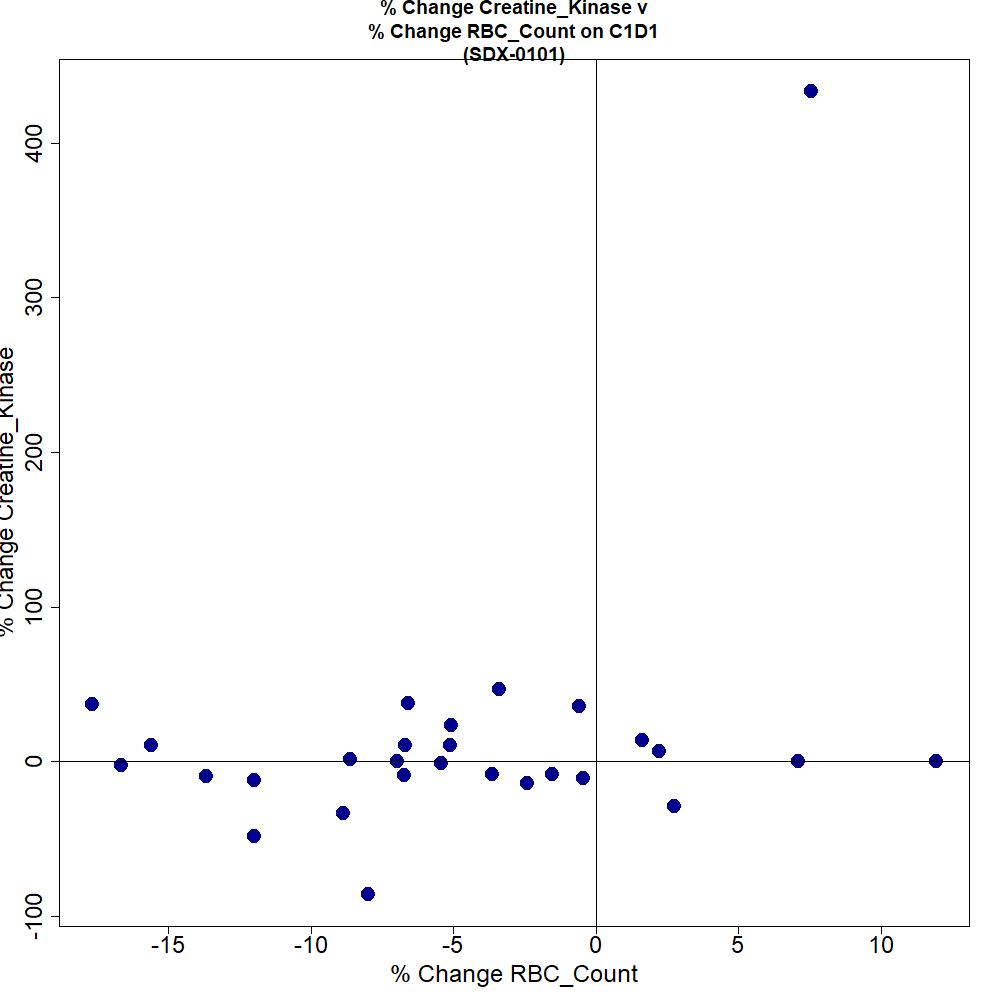 % Change Creatine_Kinase v
% Change RBC_Count on C1D1
(SDX-0101)
% Change Creatine_Kinase
400
300
200
100
0
-100
-15
-10
-5
0
5
10
% Change RBC_Count